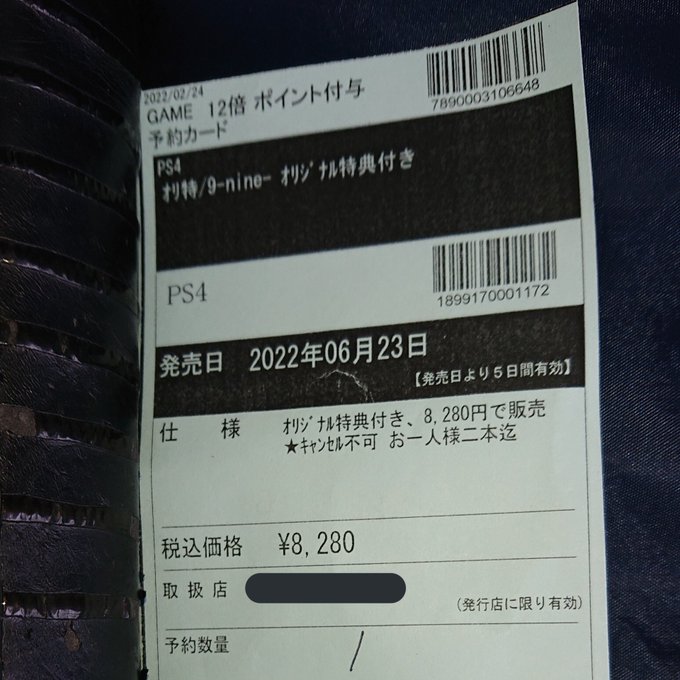 2022/02/24
GAME 12倍 ポイント付与
予約カード
7890003106648
PS4
オリ特/9-nine- オリジナル特典付き
PS4
1899170001172
発売日 2022年06月23日
【発売日より5日間有効】
仕 様 オリジナル特典付き、8,280円で販売
★キャンセル不可 お一人様二本迄
税込価格 ¥8,280
取扱店
(発行店に限り有効)
予約数量 1